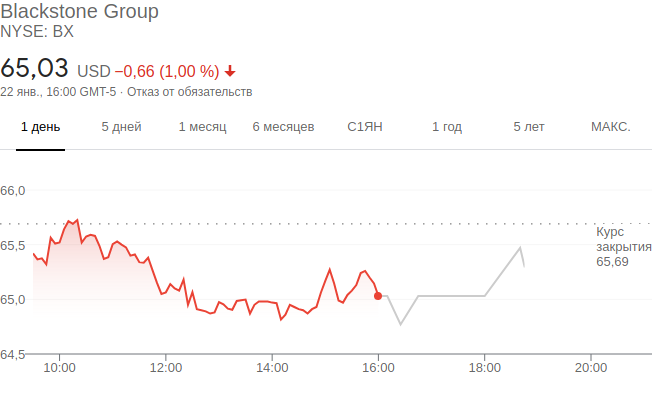 Blackstone Group
NYSE: BX
65,03 USD −0,66 (1,00 %)
22 янв., 16:00 GMT-5 · Отказ от обязательств
1 день 5 дней 1 месяц 6 месяцев С1ЯН 1 год 5 лет МАКС.
66,0
65,5
65,0
64,5
Курс
закрытия
65,69
10:00 12:00 14:00 16:00 18:00 20:00